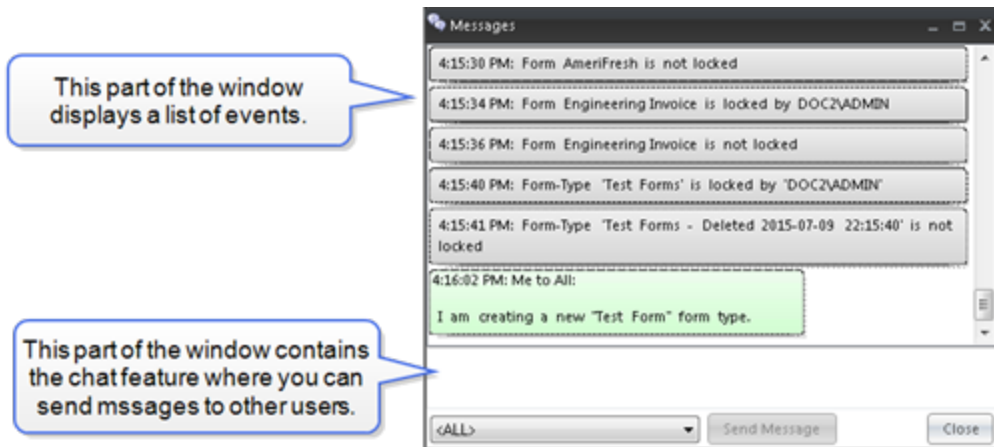 Messages
4:15:30 PM: Form AmeriFresh is not locked
This part of the window
displays a list of events.
4:15:34 PM: Form Engineering Invoice is locked by DOC2\ADMIN
4:15:36 PM: Form Engineering Invoice is not locked
4:15:40 PM: Form-Type 'Test Forms' is locked by 'DOC2\ADMIN'
4:15:41 PM: Form-Type 'Test Forms - Deleted 2015-07-09 22:15:40' is not
locked
4:16:02 PM: Me to All:
I am creating a new "Test Form" form type.
This part of the window contains
the chat feature where you can
send mssages to other users.
<ALL>
Send Message
Close